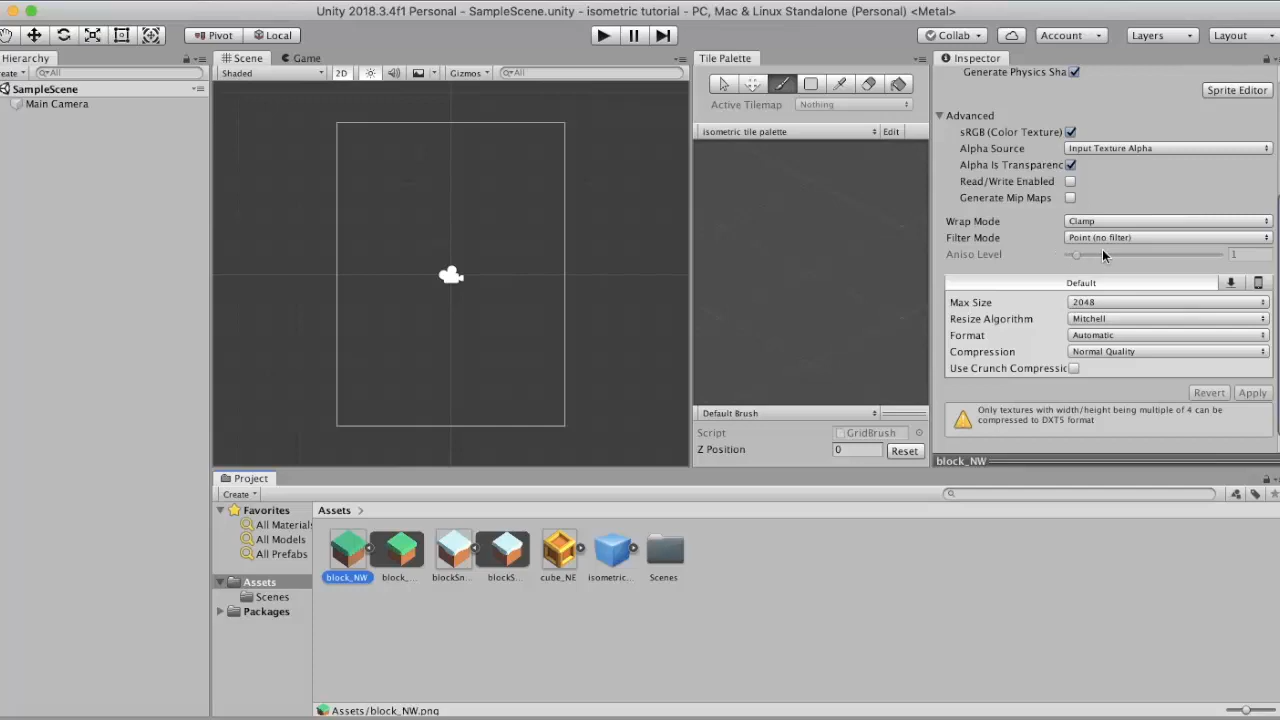 Unity 2018.3.4f1 Personal - SampleScene.unity - isometric tutorial - PC, Mac & Linux Standalone (Personal) <Metal>
Pivot Local Collab Account Layers Layout
Hierarchy Scene Game Tile Palette Inspector
All Shaded 2D Gizmos All Generate Physics Sha
SampleScene
Sprite Editor
Main Camera
Active Tilemap Nothing
Advanced
isometric tile palette Edit
sRGB (Color Texture)
Alpha Source Input Texture Alpha
Alpha Is Transparenc
Read/Write Enabled
Generate Mip Maps
Wrap Mode Clamp
Filter Mode Point (no filter)
Aniso Level 1
Default
Max Size 2048
Resize Algorithm Mitchell
Format Automatic
Compression Normal Quality
Use Crunch Compressic
Revert Apply
Default Brush
Only textures with width/height being multiple of 4 can be
compressed to DXT5 format
Script GridBrush
Z Position 0 Reset
block_NW
Project
Create
Favorites
All Materials
All Models
All Prefabs
Assets
Scenes
Packages
Assets
block_NW block_... blockSn... blockS... cube_NE isometric... Scenes
Assets/block_NW.png